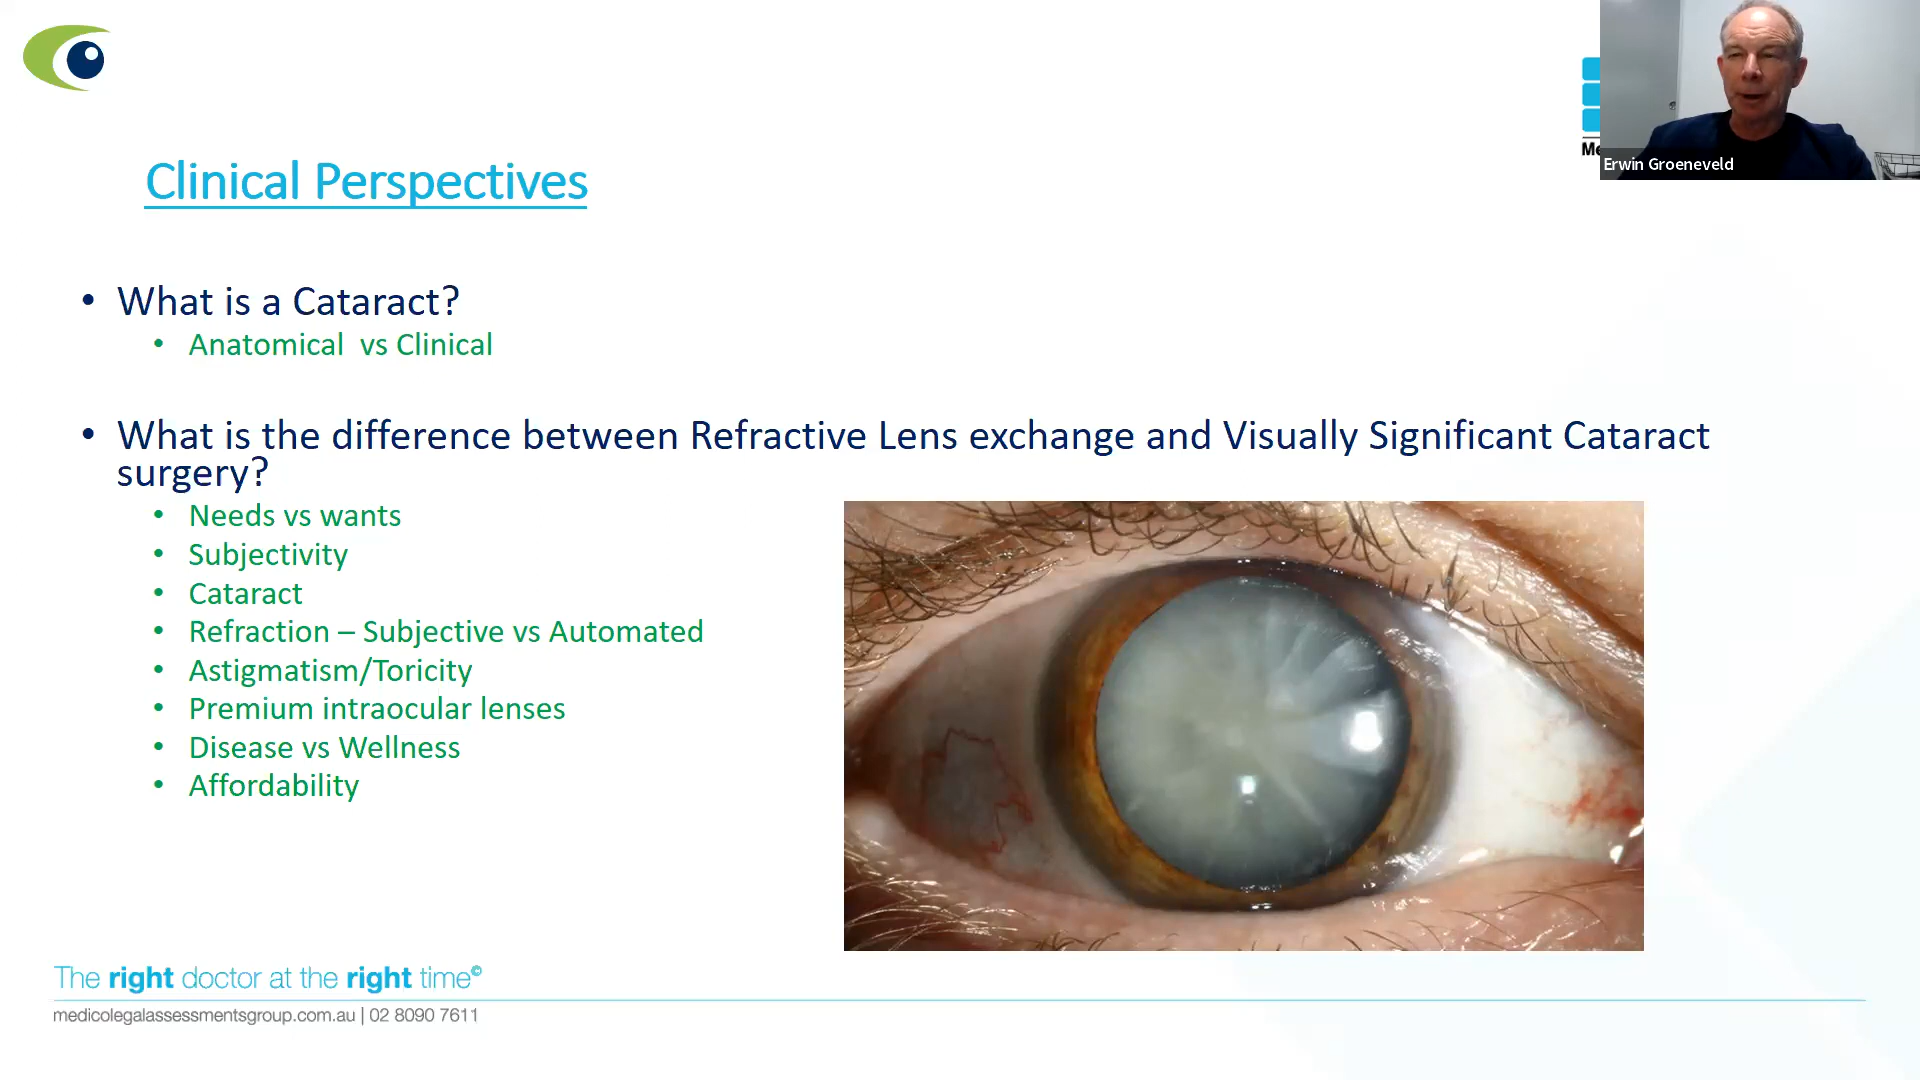 Me
Erwin Groeneveld
Clinical Perspectives
• What is a Cataract?
• Anatomical vs Clinical
• What is the difference between Refractive Lens exchange and Visually Significant Cataract
surgery?
• Needs vs wants
• Subjectivity
• Cataract
• Refraction – Subjective vs Automated
• Astigmatism/Toricity
• Premium intraocular lenses
• Disease vs Wellness
• Affordability
The right doctor at the right time©
medicolegalassessmentsgroup.com.au | 02 8090 7611